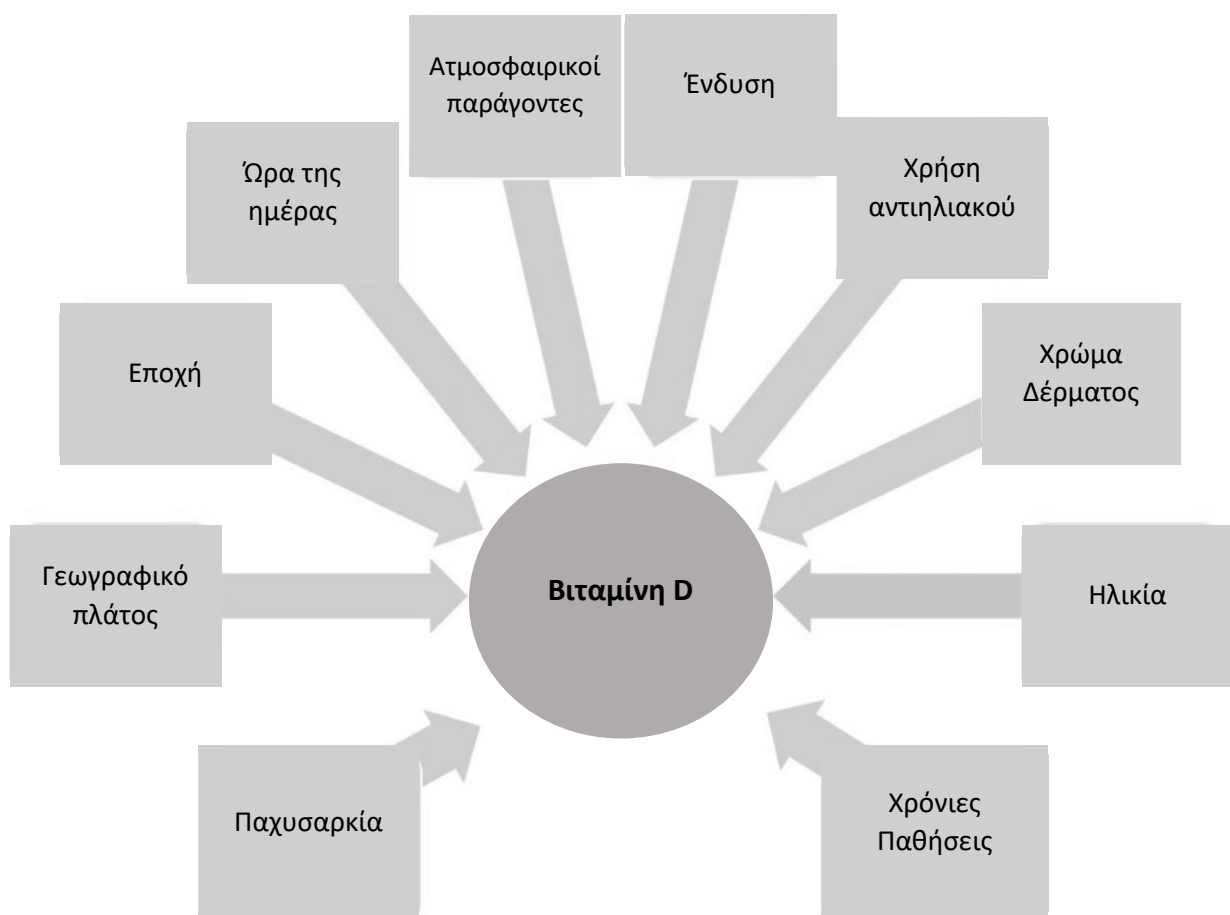 Ατμοσφαιρικοί
παράγοντες
Ένδυση
Ώρα της
ημέρας
Χρήση
αντιηλιακού
Εποχή
Χρώμα
Δέρματος
Γεωγραφικό
πλάτος
Βιταμίνη D
Ηλικία
Παχυσαρκία
Χρόνιες
Παθήσεις